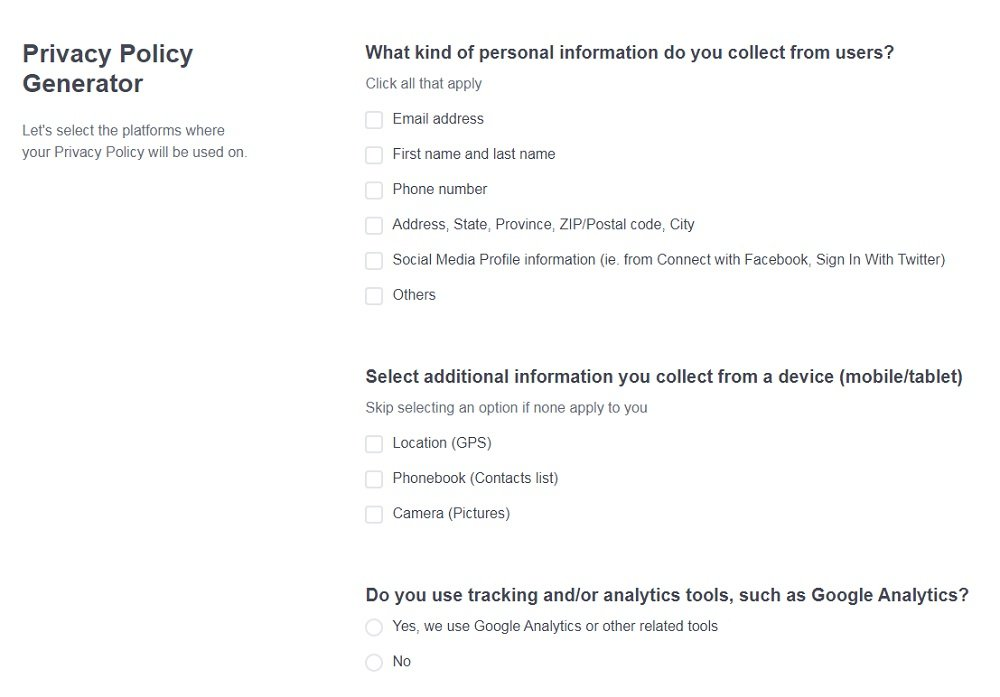 Privacy Policy
Generator
Let's select the platforms where
your Privacy Policy will be used on.
What kind of personal information do you collect from users?
Click all that apply
Email address
First name and last name
Phone number
Address, State, Province, ZIP/Postal code, City
Social Media Profile information (ie. from Connect with Facebook, Sign In With Twitter)
Others
Select additional information you collect from a device (mobile/tablet)
Skip selecting an option if none apply to you
Location (GPS)
Phonebook (Contacts list)
Camera (Pictures)
Do you use tracking and/or analytics tools, such as Google Analytics?
Yes, we use Google Analytics or other related tools
No